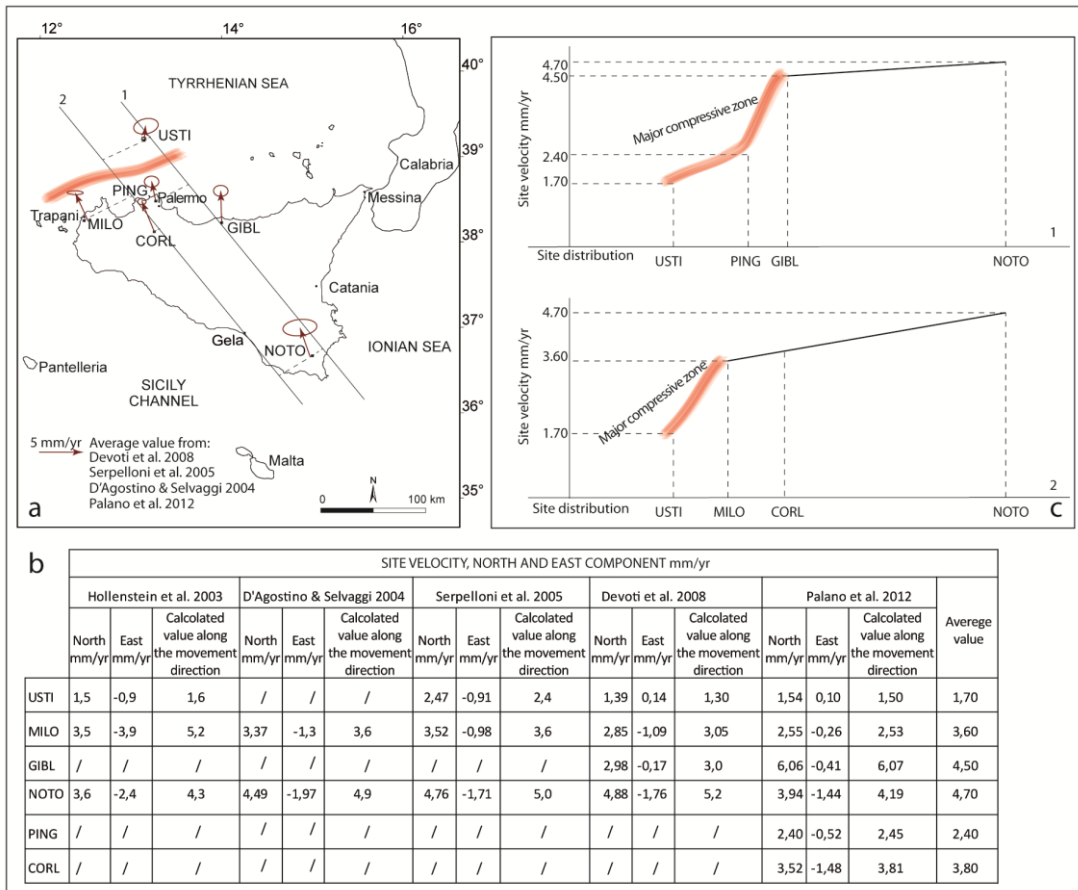 12° 14° 16°
40°
TYRRHENIAN SEA
2 1
USTI
39°
Calabria
PING
Palermo
Messina
Trapani
MILO
GIBL
CORL
38°
Catania
37°
Gela
NOTO
IONIAN SEA
Pantelleria
SICILY
CHANNEL
36°
5 mm/yr Average value from:
Devoti et al. 2008
Serpelloni et al. 2005
D'Agostino & Selvaggi 2004
Palano et al. 2012
Malta
N
0 100 km
35°
a
Site velocity mm/yr
4.70
4.50
Major compressive zone
2.40
1.70
Site distribution USTI PING GIBL NOTO
1
Site velocity mm/yr
4.70
3.60
Major compressive zone
1.70
Site distribution USTI MILO CORL NOTO
2
c
b
SITE VELOCITY, NORTH AND EAST COMPONENT mm/yr
Hollenstein et al. 2003 D'Agostino & Selvaggi 2004 Serpelloni et al. 2005 Devoti et al. 2008 Palano et al. 2012 Averege value
North mm/yr East mm/yr Calculated value along the movement direction North mm/yr East mm/yr Calculated value along the movement direction North mm/yr East mm/yr Calculated value along the movement direction North mm/yr East mm/yr Calculated value along the movement direction North mm/yr East mm/yr Calculated value along the movement direction
USTI 1,5 -0,9 1,6 / / / 2,47 -0,91 2,4 1,39 0,14 1,30 1,54 0,10 1,50 1,70
MILO 3,5 -3,9 5,2 3,37 -1,3 3,6 3,52 -0,98 3,6 2,85 -1,09 3,05 2,55 -0,26 2,53 3,60
GIBL / / / / / / / / / 2,98 -0,17 3,0 6,06 -0,41 6,07 4,50
NOTO 3,6 -2,4 4,3 4,49 -1,97 4,9 4,76 -1,71 5,0 4,88 -1,76 5,2 3,94 -1,44 4,19 4,70
PING / / / / / / / / / / / / 2,40 -0,52 2,45 2,40
CORL / / / / / / / / / / / / 3,52 -1,48 3,81 3,80